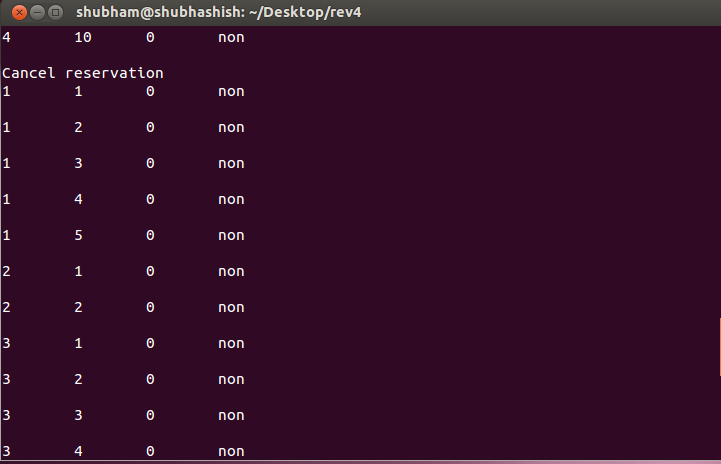 shubham@shubhashish: ~/Desktop/rev4
4 10 0 non
Cancel reservation
1 1 0 non
1 2 0 non
1 3 0 non
1 4 0 non
1 5 0 non
2 1 0 non
2 2 0 non
3 1 0 non
3 2 0 non
3 3 0 non
3 4 0 non